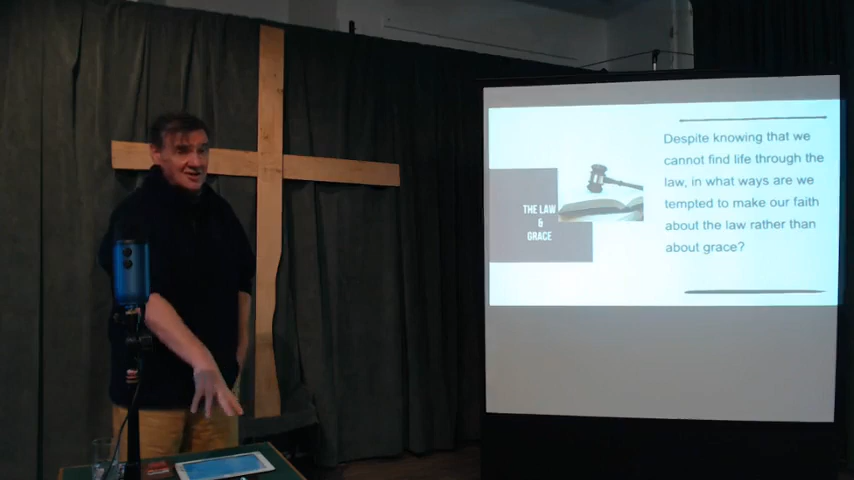 THE LAW
&
GRACE
Despite knowing that we
cannot find life through the
law, in what ways are we
tempted to make our faith
about the law rather than
about grace?